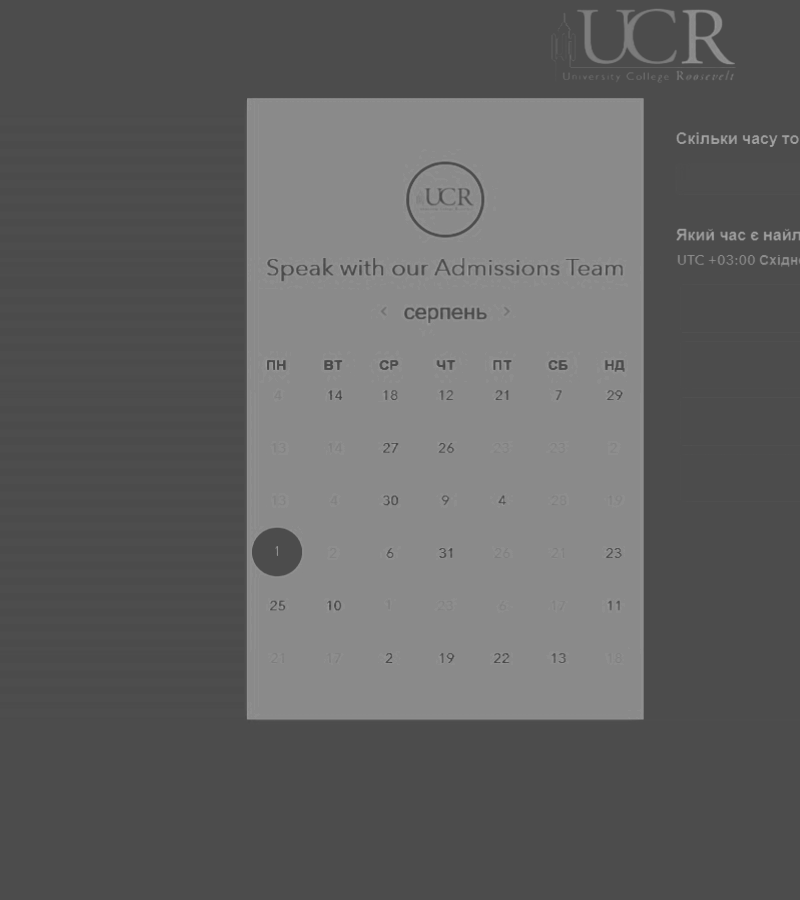 UCR
University College Roosevelt
UCR
Speak with our Admissions Team
‹ серпень ›
ПН ВТ СР ЧТ ПТ СБ НД
4 14 18 12 21 7 29
13 14 27 26 23 23 2
13 4 30 9 4 28 19
1 2 6 31 26 21 23
25 10 1 6 17 11
21 17 2 19 22 13 18
Скільки часу то
Який час є найл
UTC +03:00 Східн